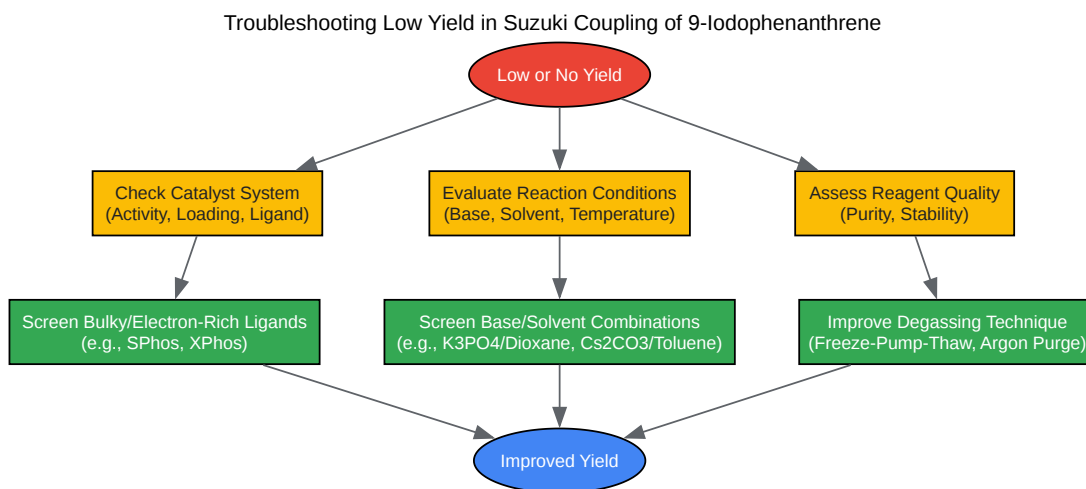 Troubleshooting Low Yield in Suzuki Coupling of 9-Iodophenanthrene
Low or No Yield
Check Catalyst System
(Activity, Loading, Ligand)
Evaluate Reaction Conditions
(Base, Solvent, Temperature)
Assess Reagent Quality
(Purity, Stability)
Screen Bulky/Electron-Rich Ligands
(e.g., SPhos, XPhos)
Screen Base/Solvent Combinations
(e.g., K3PO4/Dioxane, Cs2CO3/Toluene)
Improve Degassing Technique
(Freeze-Pump-Thaw, Argon Purge)
Improved Yield